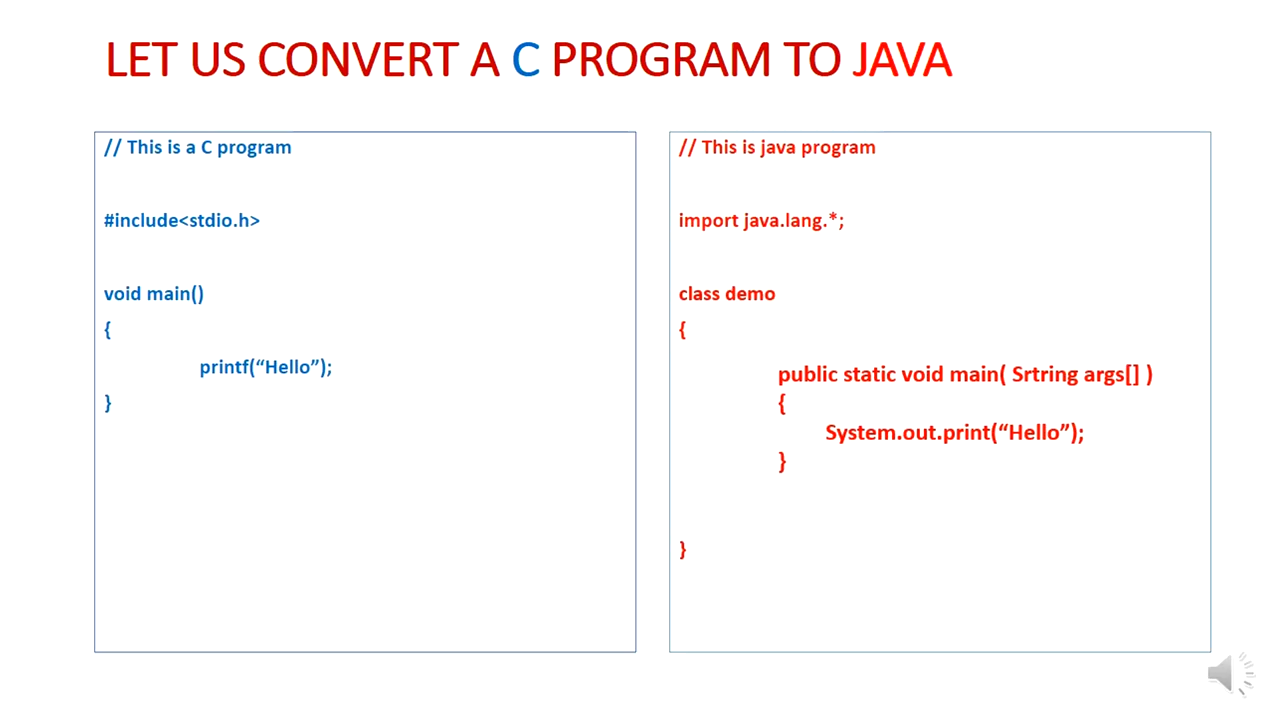 LET US CONVERT A C PROGRAM TO JAVA
// This is a C program
#include<stdio.h>
void main()
{
printf(“Hello”);
}
// This is java program
import java.lang.*;
class demo
{
public static void main( Srtring args[] )
{
System.out.print(“Hello”);
}
}